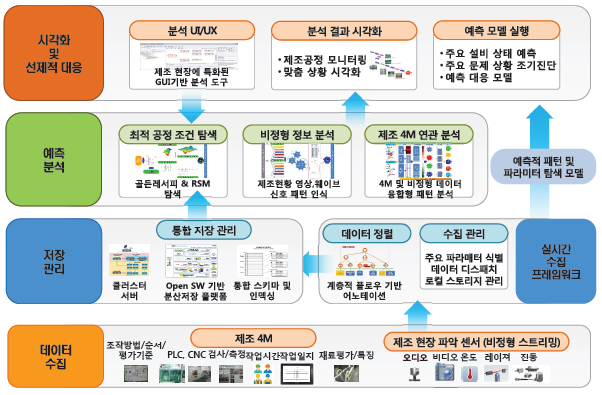 시각화
및
선제적 대응
분석 UI/UX
제조 현장에 특화된
GUI기반 분석 도구
분석 결과 시각화
• 제조공정 모니터링
• 맞춤 상황 시각화
예측 모델 실행
• 주요 설비 상태 예측
• 주요 문제 상황 조기진단
• 예측 대응 모델
예측
분석
최적 공정 조건 탐색
골든레서피 & RSM
탐색
비정형 정보 분석
제조현황 영상,웨이브
신호 패턴 인식
제조 4M 연관 분석
4M 및 비정형 데이터
융합형 패턴 분석
예측적 패턴 및
파라미터 탐색 모델
저장
관리
통합 저장 관리
클러스터
서버
Open SW 기반
분산저장 플랫폼
통합 스키마 및
인덱싱
데이터 정렬
계층적 플로우 기반
어노테이션
수집 관리
주요 파라매타 식별
데이터 디스패치
로컬 스토리지 관리
실시간
수집
프레임워크
데이터
수집
제조 4M
조작방법/순서/
평가기준
PLC, CNC
검사/측정
작업시간
작업일지
재료평가/특징
제조 현장 파악 센서 (비정형 스트리밍)
오디오
비디오
온도
레이져
진동